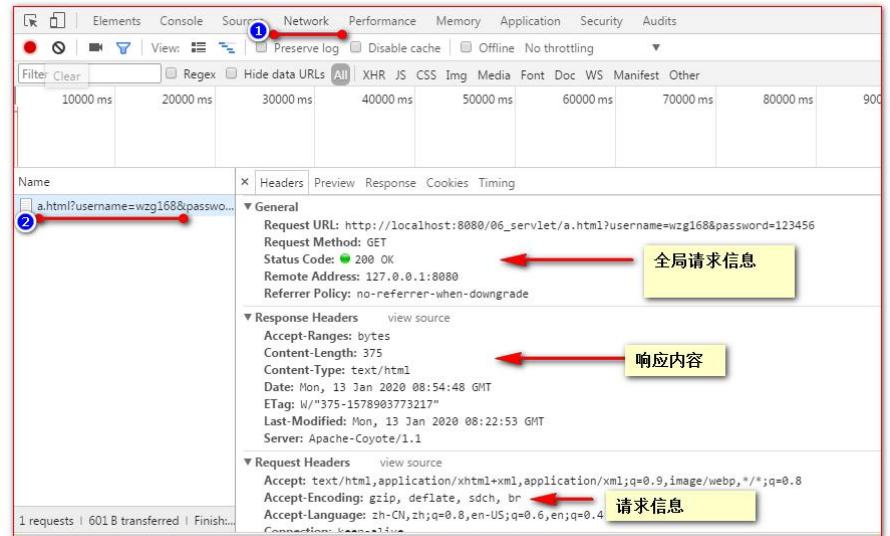 Elements Console Sources Network Performance Memory Application Security Audits
1
View: Preserve log Disable cache Offline No throttling
Filter Clear Regex Hide data URLs All XHR JS CSS Img Media Font Doc WS Manifest Other
10000 ms 20000 ms 30000 ms 40000 ms 50000 ms 60000 ms 70000 ms 80000 ms 900
Name
a.html?username=wzg168&passwo...
2
× Headers Preview Response Cookies Timing
General
Request URL: http://localhost:8080/06_servlet/a.html?username=wzg168&password=123456
Request Method: GET
Status Code: 200 OK
Remote Address: 127.0.0.1:8080
Referrer Policy: no-referrer-when-downgrade
全局请求信息
Response Headers view source
Accept-Ranges: bytes
Content-Length: 375
Content-Type: text/html
Date: Mon, 13 Jan 2020 08:54:48 GMT
ETag: W/"375-1578903773217"
Last-Modified: Mon, 13 Jan 2020 08:22:53 GMT
Server: Apache-Coyote/1.1
响应内容
Request Headers view source
Accept: text/html,application/xhtml+xml,application/xml;q=0.9,image/webp,*/*;q=0.8
Accept-Encoding: gzip, deflate, sdch, br
Accept-Language: zh-CN,zh;q=0.8,en-US;q=0.6,en;q=0.4
Connection: keep-alive
请求信息
1 requests | 601 B transferred | Finish:...